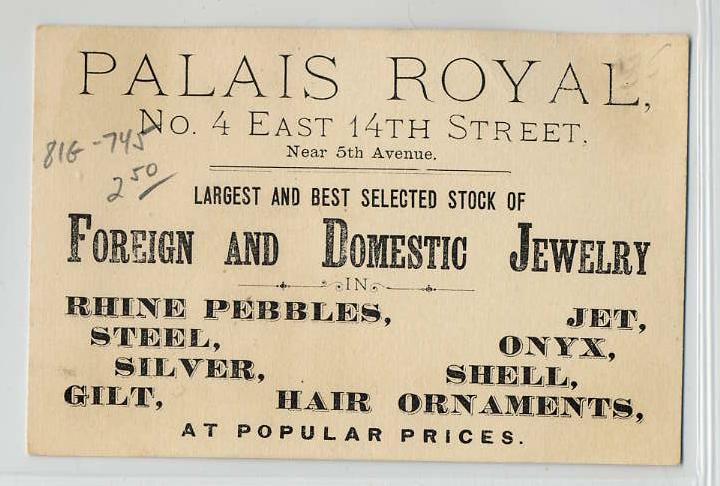 PALAIS ROYAL,
No. 4 EAST 14TH STREET,
Near 5th Avenue.
81G-745
2 50/
LARGEST AND BEST SELECTED STOCK OF
FOREIGN AND DOMESTIC JEWELRY
IN
RHINE PEBBLES, JET,
STEEL, ONYX,
SILVER, SHELL,
GILT, HAIR ORNAMENTS,
AT POPULAR PRICES.